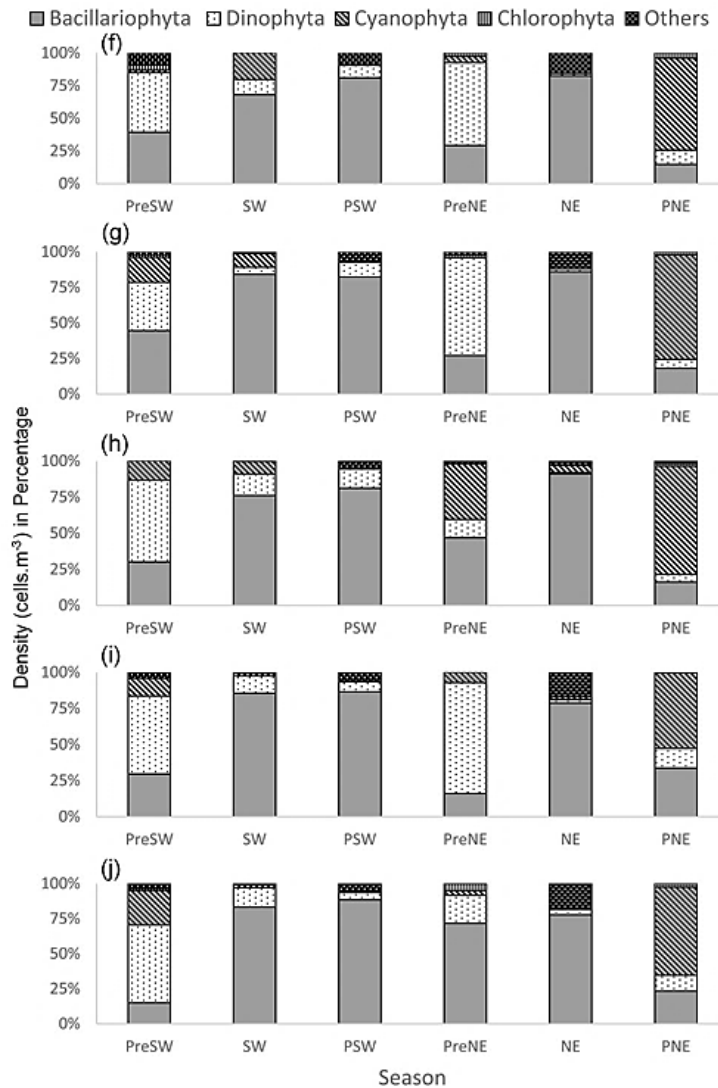 Bacillariophyta Dinophyta Cyanophyta Chlorophyta Others
(f)
100%
75%
50%
25%
0%
PreSW SW PSW PreNE NE PNE
(g)
100%
75%
50%
25%
0%
PreSW SW PSW PreNE NE PNE
(h)
100%
75%
50%
25%
0%
PreSW SW PSW PreNE NE PNE
(i)
100%
75%
50%
25%
0%
PreSW SW PSW PreNE NE PNE
(j)
100%
75%
50%
25%
0%
PreSW SW PSW PreNE NE PNE
Density (cells.m⁻³) in Percentage
Season